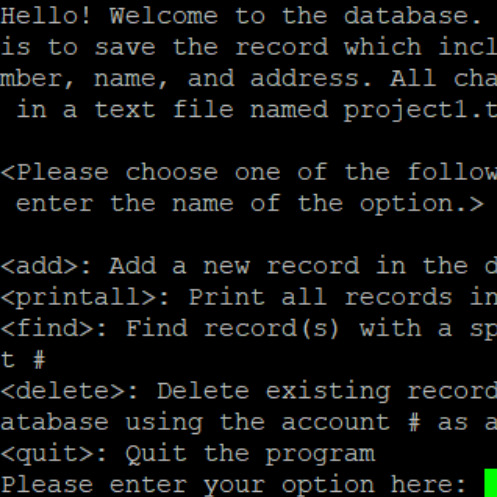 Hello! Welcome to the database.
is to save the record which incl
mber, name, and address. All cha
in a text file named project1.t
<Please choose one of the follow
enter the name of the option.>
<add>: Add a new record in the d
<printall>: Print all records in
<find>: Find record(s) with a sp
t #
<delete>: Delete existing record
atabase using the account # as a
<quit>: Quit the program
Please enter your option here: